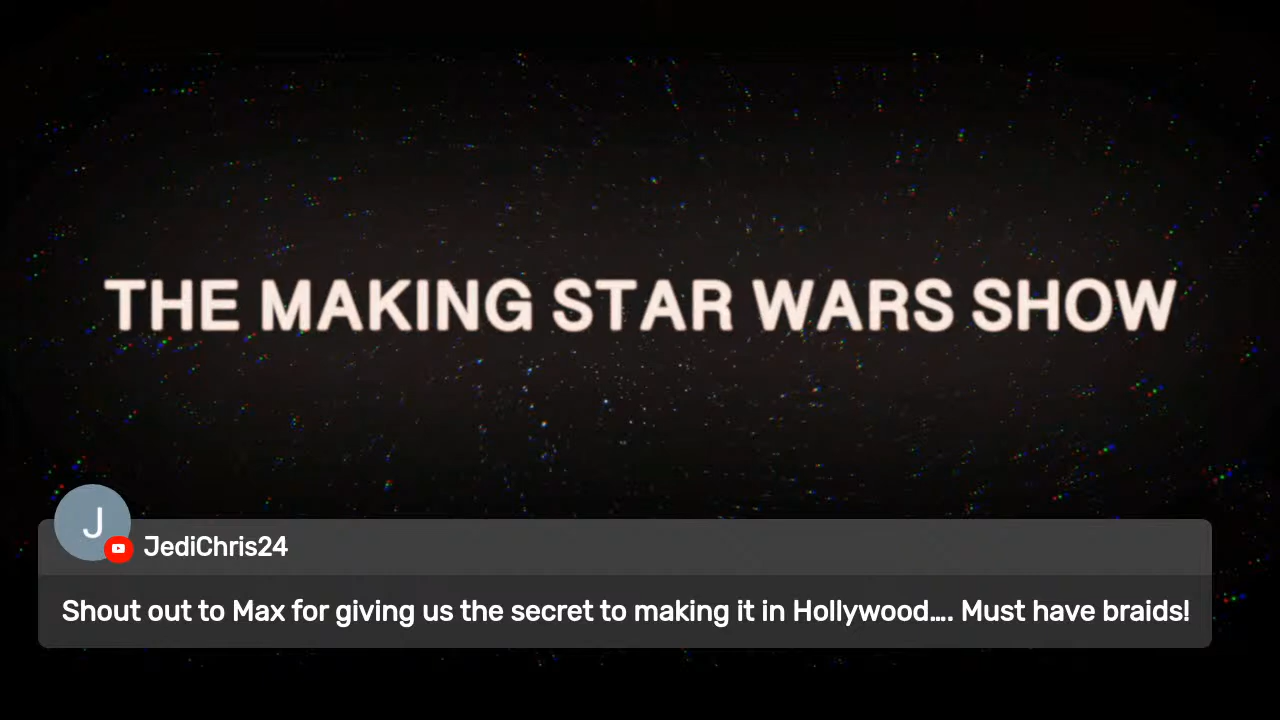 THE MAKING STAR WARS SHOW
J
JediChris24
Shout out to Max for giving us the secret to making it in Hollywood.... Must have braids!